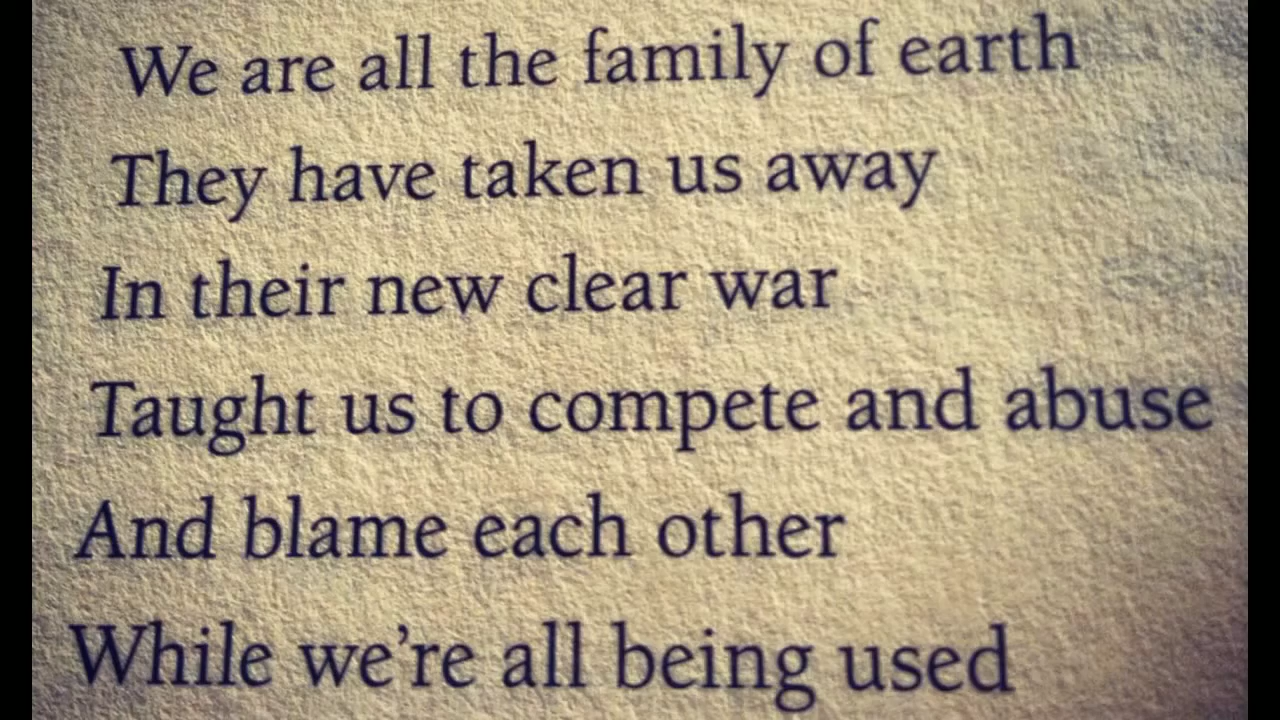 We are all the family of earth
They have taken us away
In their new clear war
Taught us to compete and abuse
And blame each other
While we're all being used